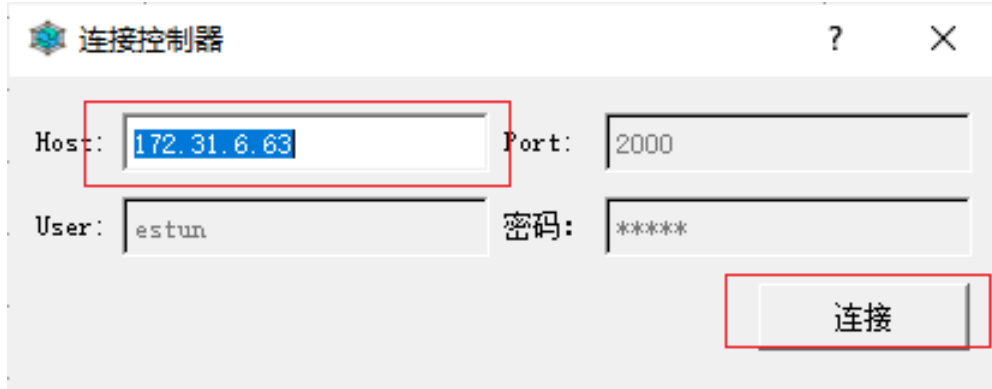 连接控制器 ?
Host: 172.31.6.63 Port: 2000
User: estun 密码: *****
连接